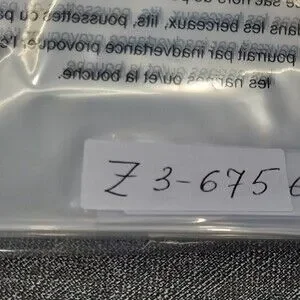 dans les berceaux, lits, poussettes ou
pourrait par inadvertance provoquer
les narines ou/et la bouche.
Z 3-675